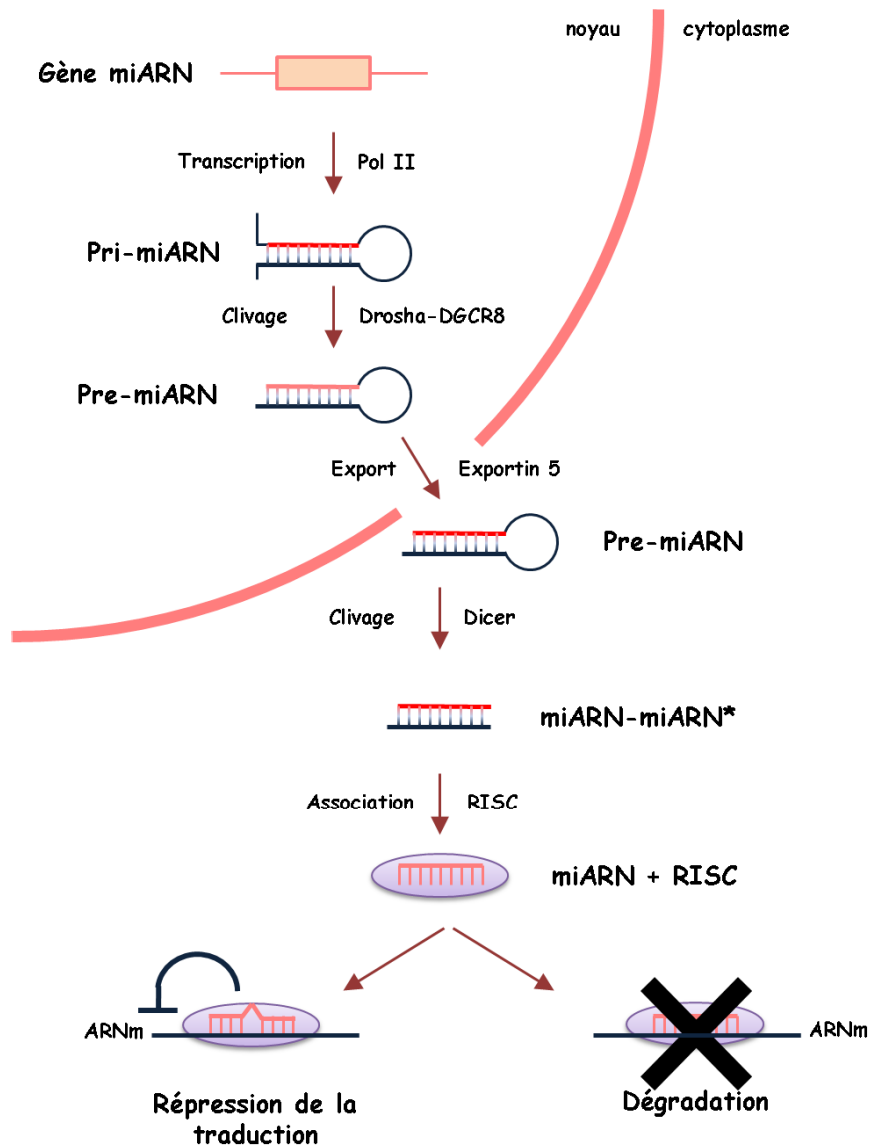 noyau cytoplasme
Gène miARN
Transcription Pol II
Pri-miARN
Clivage Drosha-DGCR8
Pre-miARN
Export Exportin 5
Pre-miARN
Clivage Dicer
miARN-miARN*
Association RISC
miARN + RISC
ARNm
ARNm
Répression de la
traduction
Dégradation